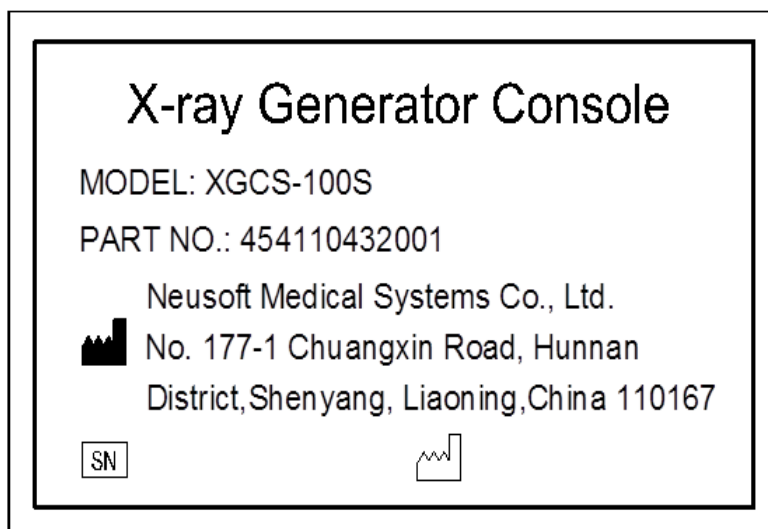 X-ray Generator Console
MODEL: XGCS-100S
PART NO.: 454110432001
Neusoft Medical Systems Co., Ltd.
No. 177-1 Chuangxin Road, Hunnan
District,Shenyang, Liaoning,China 110167
SN